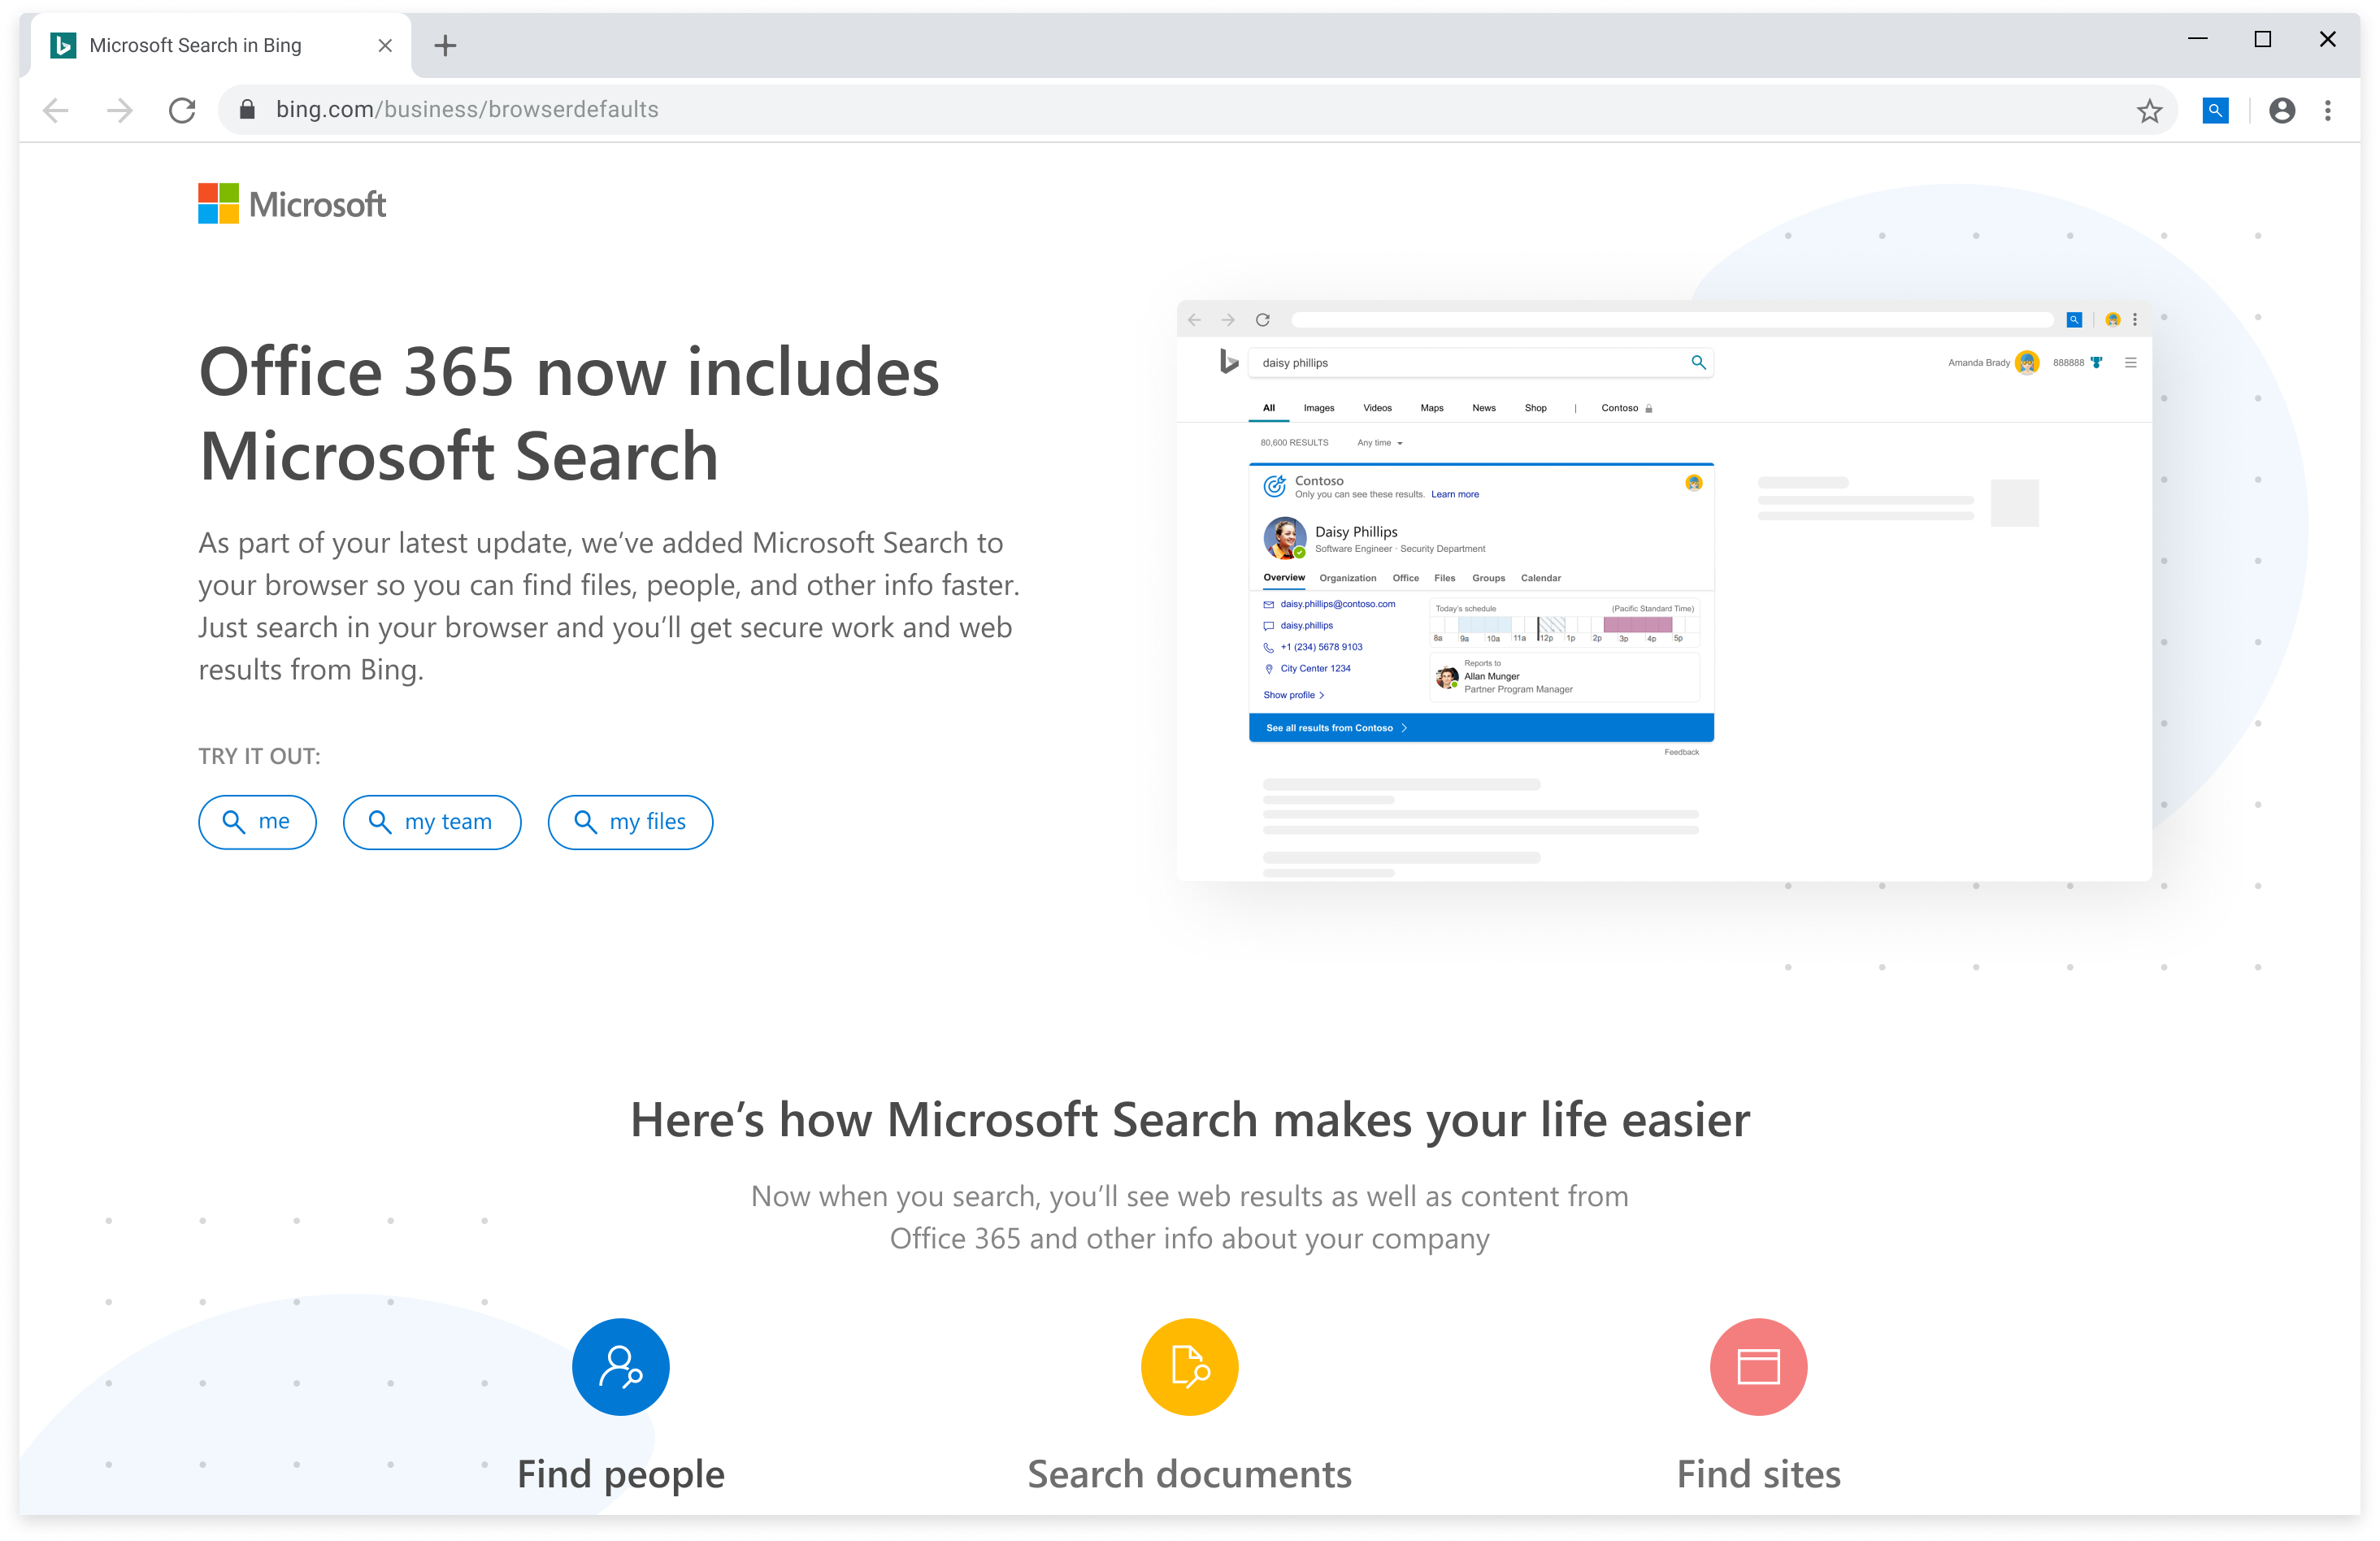 Microsoft Search in Bing
bing.com/business/browserdefaults
Microsoft
Office 365 now includes
Microsoft Search
As part of your latest update, we’ve added Microsoft Search to
your browser so you can find files, people, and other info faster.
Just search in your browser and you’ll get secure work and web
results from Bing.
TRY IT OUT:
me
my team
my files
daisy phillips
Amanda Brady
888888
All
Images
Videos
Maps
News
Shop
|
Contoso
80,600 RESULTS
Any time
Contoso
Only you can see these results. Learn more
Daisy Phillips
Software Engineer · Security Department
Overview
Organization
Office
Files
Groups
Calendar
daisy.phillips@contoso.com
daisy.phillips
+1 (234) 5678 9103
City Center 1234
Show profile
Today's schedule
(Pacific Standard Time)
8a 9a 10a 11a 12p 1p 2p 3p 4p 5p
Reports to
Allan Munger
Partner Program Manager
See all results from Contoso
Feedback
Here’s how Microsoft Search makes your life easier
Now when you search, you’ll see web results as well as content from
Office 365 and other info about your company
Find people
Search documents
Find sites